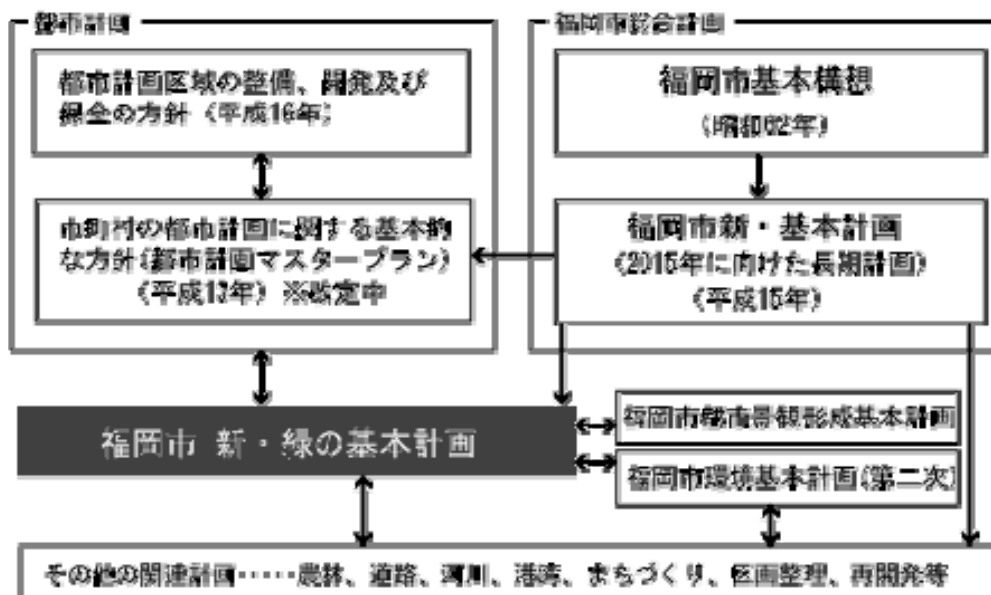 都市計画
都市計画区域の整備、開発及び
保全の方針（平成16年）
市町村の都市計画に関する基本的
な方針（都市計画マスタープラン）
（平成13年）※改定中
福岡市総合計画
福岡市基本構想
（昭和62年）
福岡市新・基本計画
（2015年に向けた長期計画）
（平成15年）
福岡市 新・緑の基本計画
福岡市都市景観形成基本計画
福岡市環境基本計画（第二次）
その他の関連計画……農林、道路、河川、港湾、まちづくり、区画整理、再開発等